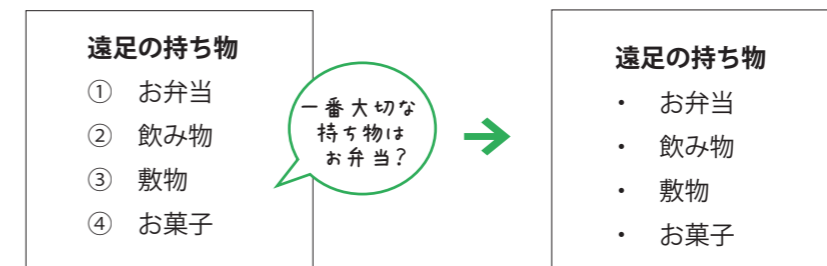 遠足の持ち物
① お弁当
② 飲み物
③ 敷物
④ お菓子
一番大切な
持ち物は
お弁当?
遠足の持ち物
・ お弁当
・ 飲み物
・ 敷物
・ お菓子